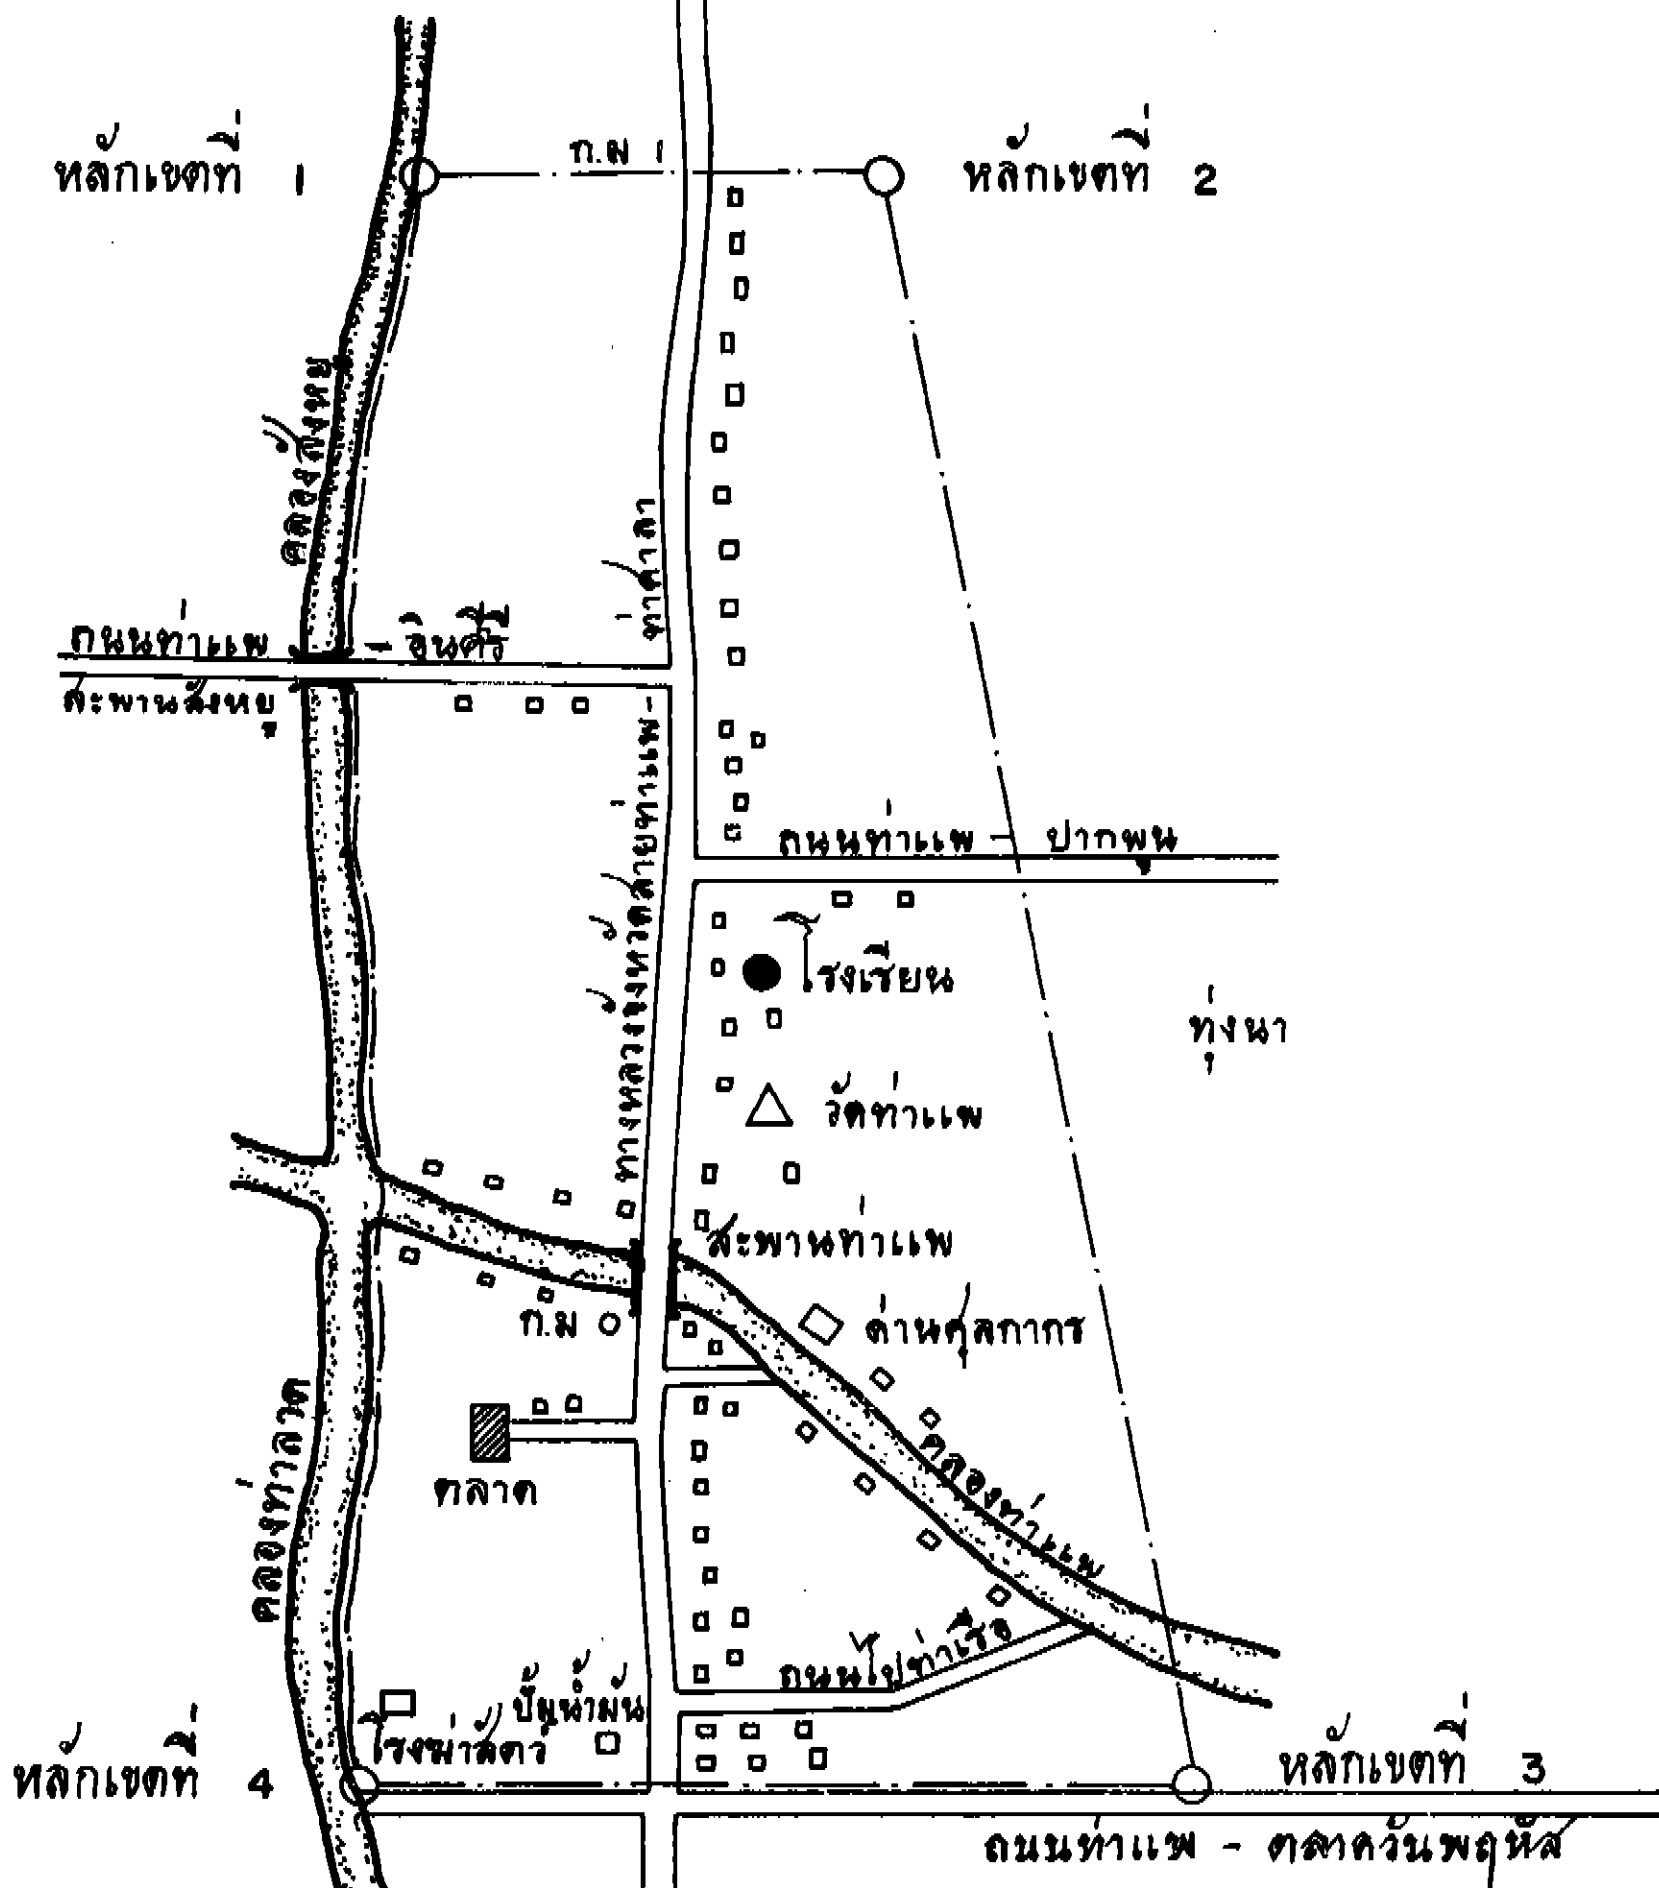 หลักเขตที่ 1
ก.ม 1
หลักเขตที่ 2
คลองสังหยู
ท่าศาลา
ถนนท่าแพ - อินคีรี
สะพานสังหยู
ทางหลวงจังหวัดสายท่าแพ-
ถนนท่าแพ - ปากพูน
โรงเรียน
ทุ่งนา
วัดท่าแพ
สะพานท่าแพ
ก.ม 0
ด่านศุลกากร
ตลาด
คลองท่าลาด
คลองท่าแพ
ถนนไปท่าเรือ
ปั๊มน้ำมัน
โรงฆ่าสัตว์
หลักเขตที่ 4
หลักเขตที่ 3
ถนนท่าแพ - ตลาดวันพฤหัส